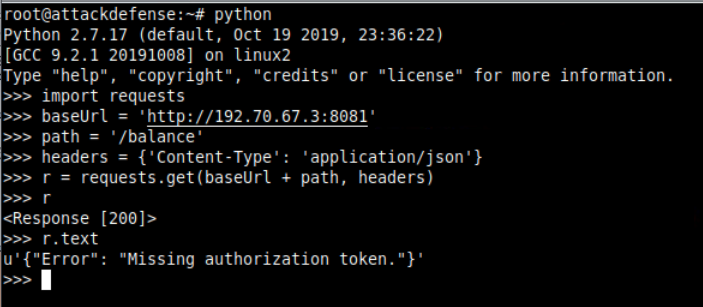 root@attackdefense:~# python
Python 2.7.17 (default, Oct 19 2019, 23:36:22)
[GCC 9.2.1 20191008] on linux2
Type "help", "copyright", "credits" or "license" for more information.
>>> import requests
>>> baseUrl = 'http://192.70.67.3:8081'
>>> path = '/balance'
>>> headers = {'Content-Type': 'application/json'}
>>> r = requests.get(baseUrl + path, headers)
>>> r
<Response [200]>
>>> r.text
u'{"Error": "Missing authorization token."}'
>>>